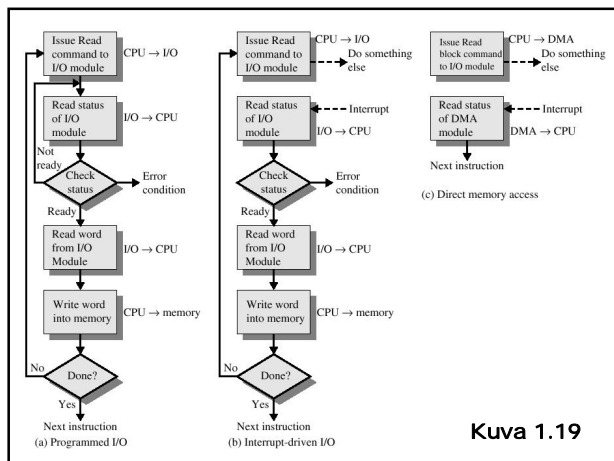 Issue Read
command to
I/O module
CPU → I/O
Read status
of I/O
module
I/O → CPU
Not
ready
Check
status
Error
condition
Ready
Read word
from I/O
Module
I/O → CPU
Write word
into memory
CPU → memory
No
Done?
Yes
Next instruction
(a) Programmed I/O
Issue Read
command to
I/O module
CPU → I/O
Do something
else
Read status
of I/O
module
Interrupt
I/O → CPU
Check
status
Error
condition
Ready
Read word
from I/O
Module
I/O → CPU
Write word
into memory
CPU → memory
No
Done?
Yes
Next instruction
(b) Interrupt-driven I/O
Issue Read
block command
to I/O module
CPU → DMA
Do something
else
Read status
of DMA
module
Interrupt
DMA → CPU
Next instruction
(c) Direct memory access
Kuva 1.19